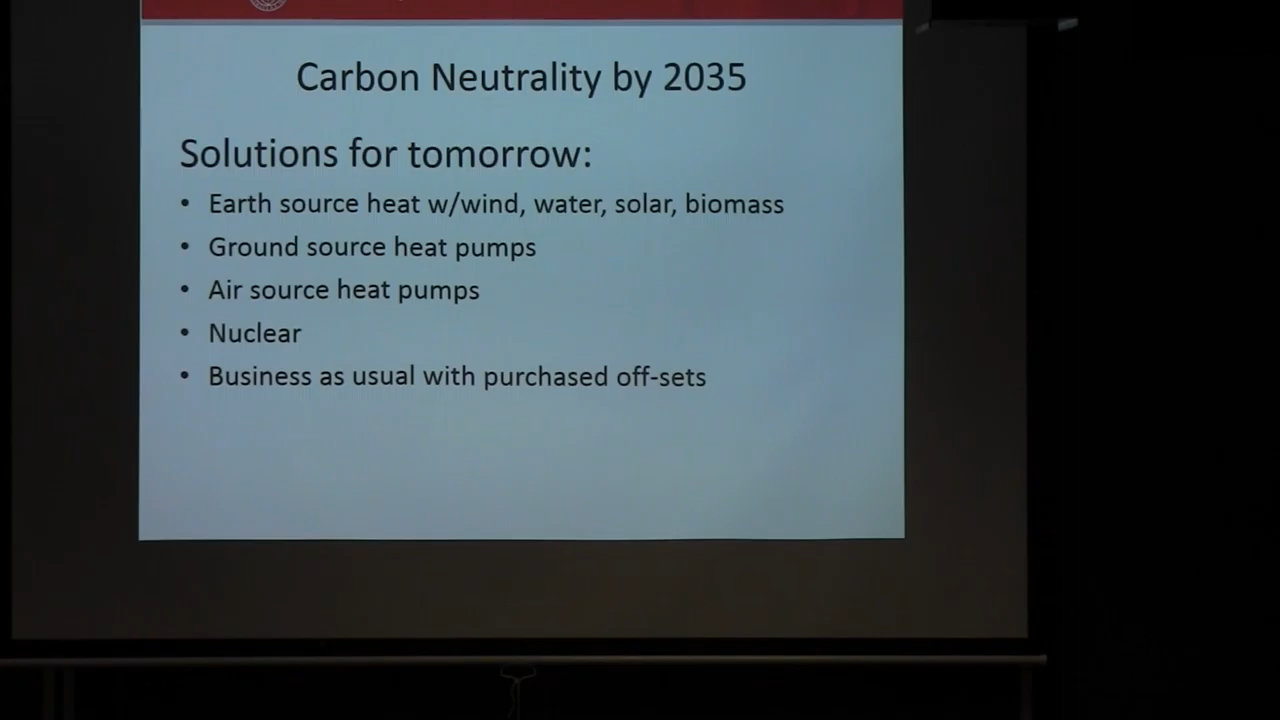 Carbon Neutrality by 2035
Solutions for tomorrow:
• Earth source heat w/wind, water, solar, biomass
• Ground source heat pumps
• Air source heat pumps
• Nuclear
• Business as usual with purchased off-sets